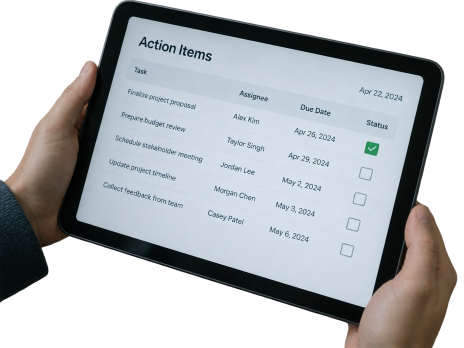 Action Items
Apr 22, 2024
Task Assignee Due Date Status
Finalize project proposal Alex Kim Apr 26, 2024
Prepare budget review Taylor Singh Apr 29, 2024
Schedule stakeholder meeting Jordan Lee May 2, 2024
Update project timeline Morgan Chen May 3, 2024
Collect feedback from team Casey Patel May 6, 2024